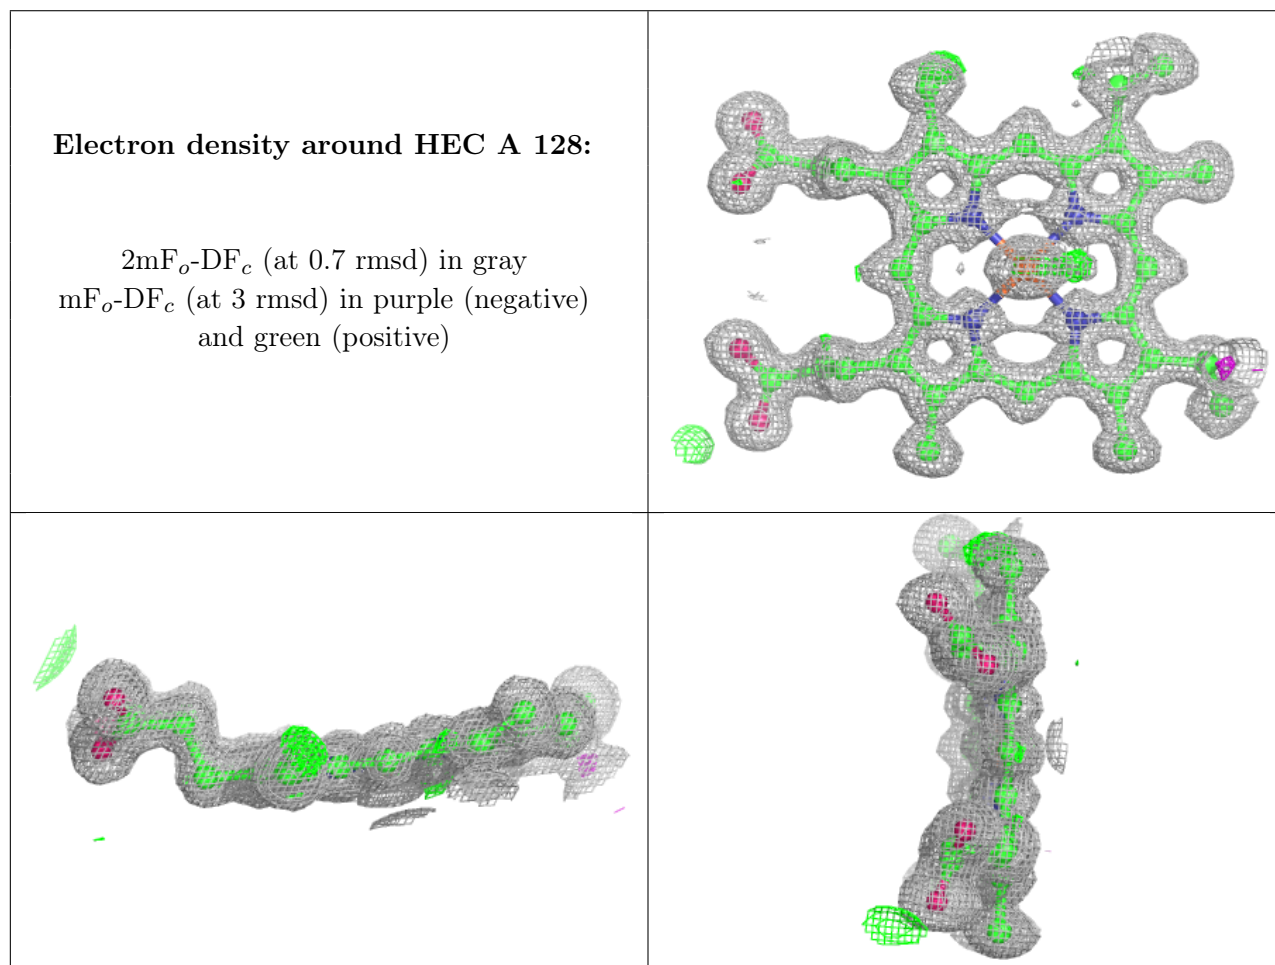 Electron density around HEC A 128:
2mFo-DFc (at 0.7 rmsd) in gray
mFo-DFc (at 3 rmsd) in purple (negative)
and green (positive)